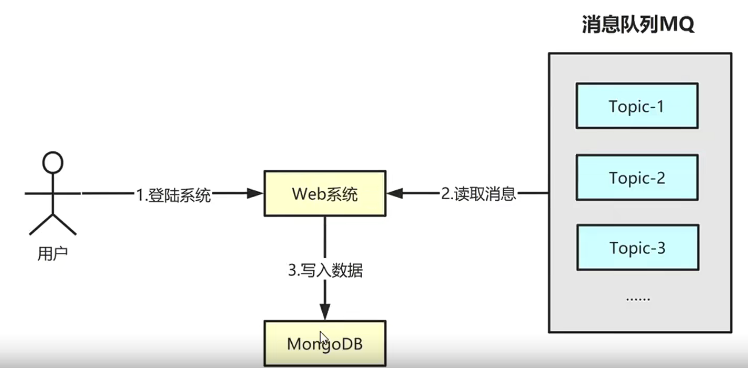 消息队列MQ
Topic-1
Topic-2
Topic-3
......
1.登陆系统
Web系统
2.读取消息
用户
3.写入数据
MongoDB